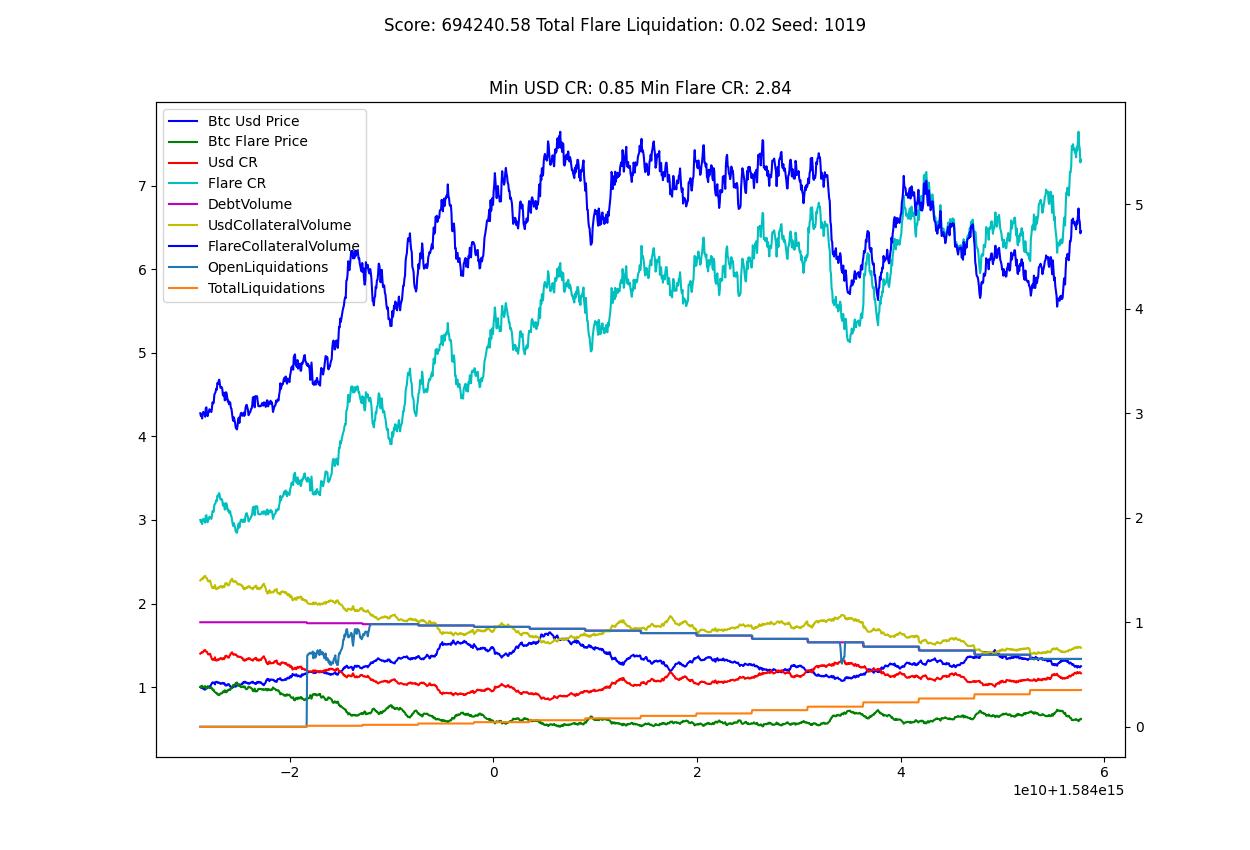 Score: 694240.58 Total Flare Liquidation: 0.02 Seed: 1019
Min USD CR: 0.85 Min Flare CR: 2.84
Btc Usd Price
Btc Flare Price
Usd CR
Flare CR
DebtVolume
UsdCollateralVolume
FlareCollateralVolume
OpenLiquidations
TotalLiquidations
7
6
5
4
3
2
1
5
4
3
2
1
0
−2
0
2
4
6
1e10+1.584e15